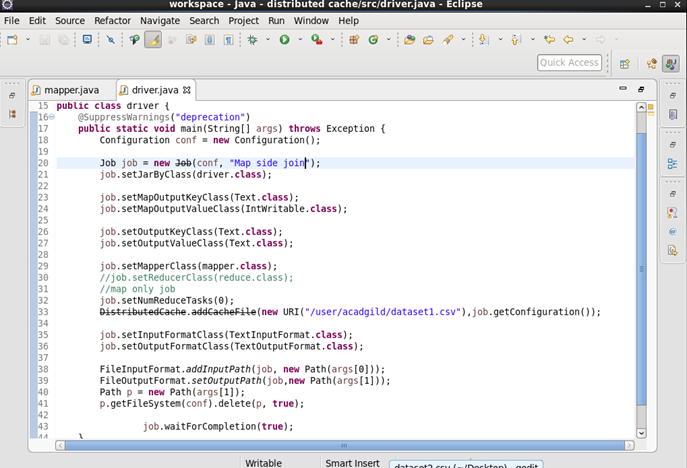 workspace - Java - distributed cache/src/driver.java - Eclipse
File Edit Source Refactor Navigate Search Project Run Window Help
Quick Access
mapper.java driver.java
15 public class driver {
16 @SuppressWarnings("deprecation")
17 public static void main(String[] args) throws Exception {
18 Configuration conf = new Configuration();
19
20 Job job = new Job(conf, "Map side join");
21 job.setJarByClass(driver.class);
22
23 job.setMapOutputKeyClass(Text.class);
24 job.setMapOutputValueClass(IntWritable.class);
25
26 job.setOutputKeyClass(Text.class);
27 job.setOutputValueClass(Text.class);
28
29 job.setMapperClass(mapper.class);
30 //job.setReducerClass(reduce.class);
31 //map only job
32 job.setNumReduceTasks(0);
33 DistributedCache.addCacheFile(new URI("/user/acadgild/dataset1.csv"),job.getConfiguration());
34
35 job.setInputFormatClass(TextInputFormat.class);
36 job.setOutputFormatClass(TextOutputFormat.class);
37
38 FileInputFormat.addInputPath(job, new Path(args[0]));
39 FileOutputFormat.setOutputPath(job,new Path(args[1]));
40 Path p = new Path(args[1]);
41 p.getFileSystem(conf).delete(p, true);
42
43 job.waitForCompletion(true);
44 }
Writable Smart Insert dataset2.csv (~/Desktop) - gedit